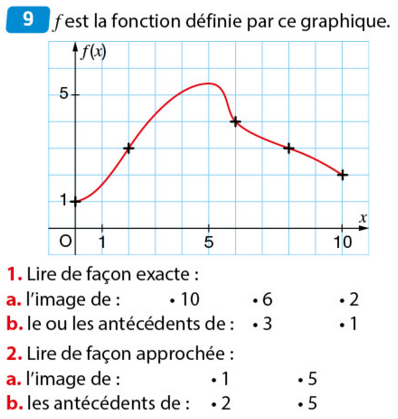 9 f est la fonction définie par ce graphique.
f(x)
5
1
x
O 1 5 10
1. Lire de façon exacte :
a. l’image de : • 10 • 6 • 2
b. le ou les antécédents de : • 3 • 1
2. Lire de façon approchée :
a. l’image de : • 1 • 5
b. les antécédents de : • 2 • 5